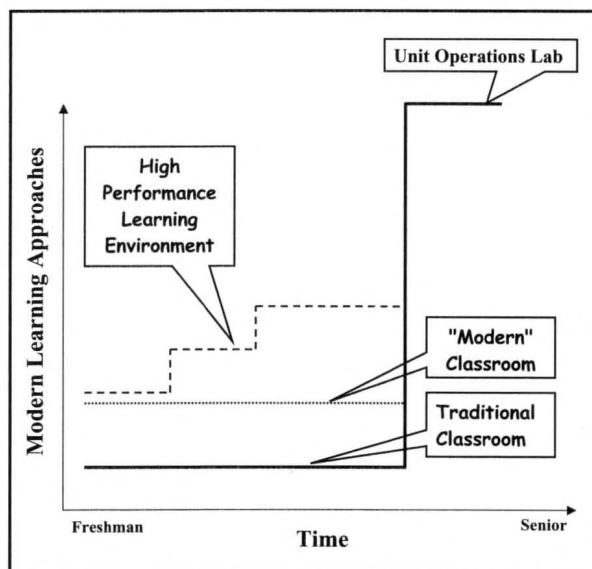 Unit Operations Lab
High
Performance
Learning
Environment
"Modern"
Classroom
Traditional
Classroom
Modern Learning Approaches
Freshman
Senior
Time